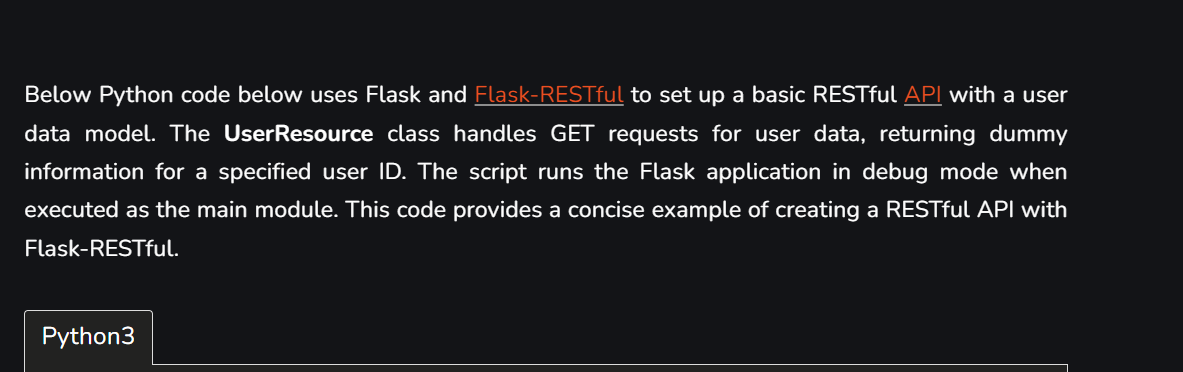 Below Python code below uses Flask and Flask-RESTful to set up a basic RESTful API with a user
data model. The UserResource class handles GET requests for user data, returning dummy
information for a specified user ID. The script runs the Flask application in debug mode when
executed as the main module. This code provides a concise example of creating a RESTful API with
Flask-RESTful.
Python3